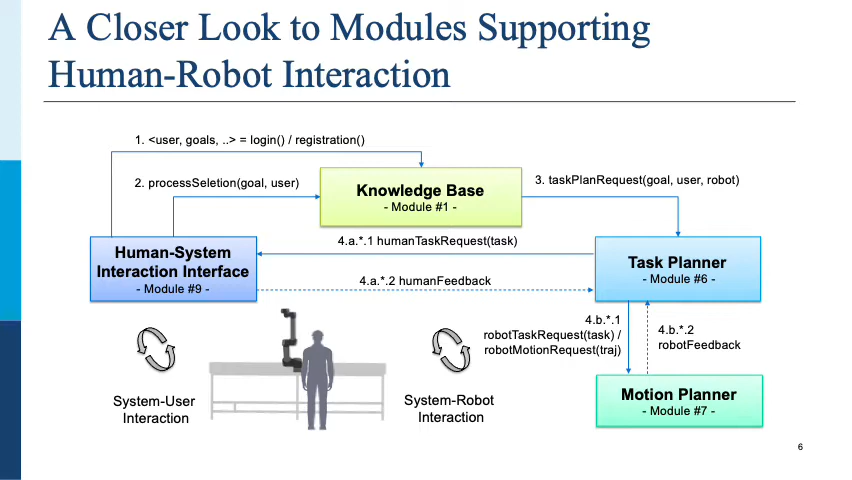 A Closer Look to Modules Supporting
Human-Robot Interaction
1. <user, goals, ..> = login() / registration()
2. processSeletion(goal, user)
Knowledge Base
- Module #1 -
3. taskPlanRequest(goal, user, robot)
4.a.*.1 humanTaskRequest(task)
Human-System
Interaction Interface
- Module #9 -
Task Planner
- Module #6 -
4.a.*.2 humanFeedback
4.b.*.1
robotTaskRequest(task) /
robotMotionRequest(traj)
4.b.*.2
robotFeedback
System-User
Interaction
System-Robot
Interaction
Motion Planner
- Module #7 -
6